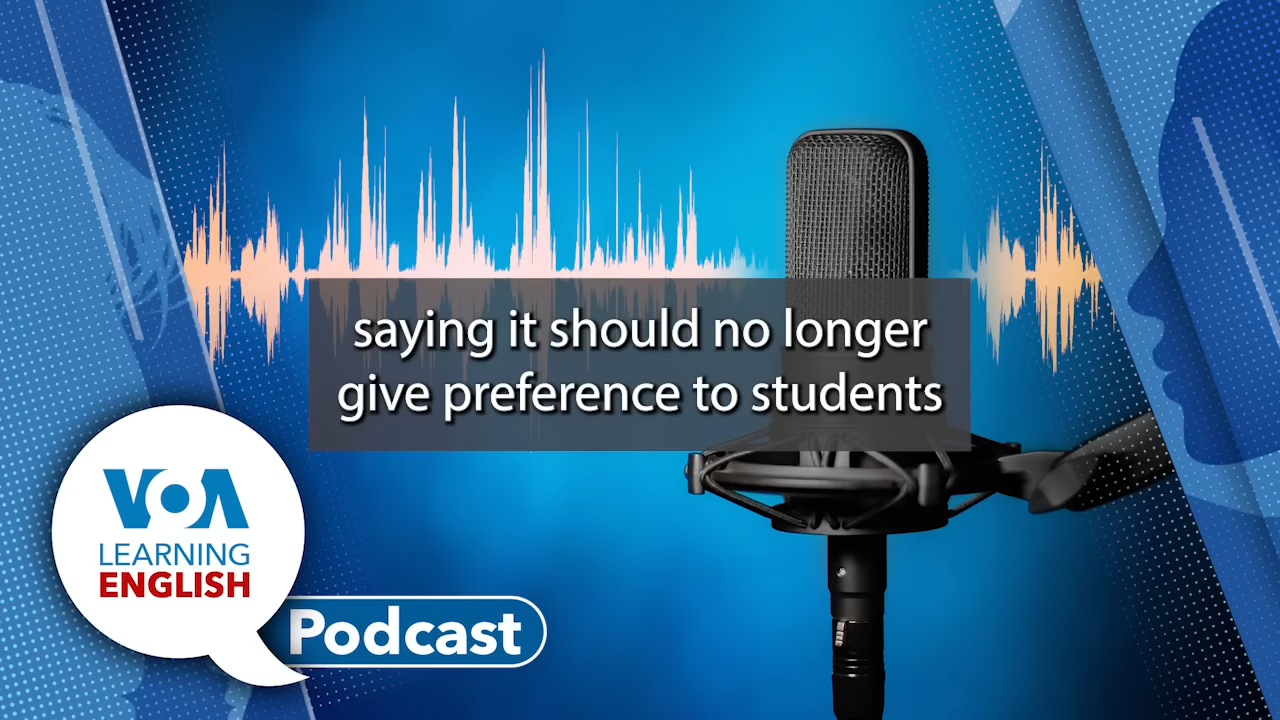 saying it should no longer
give preference to students
VOA
LEARNING
ENGLISH
Podcast